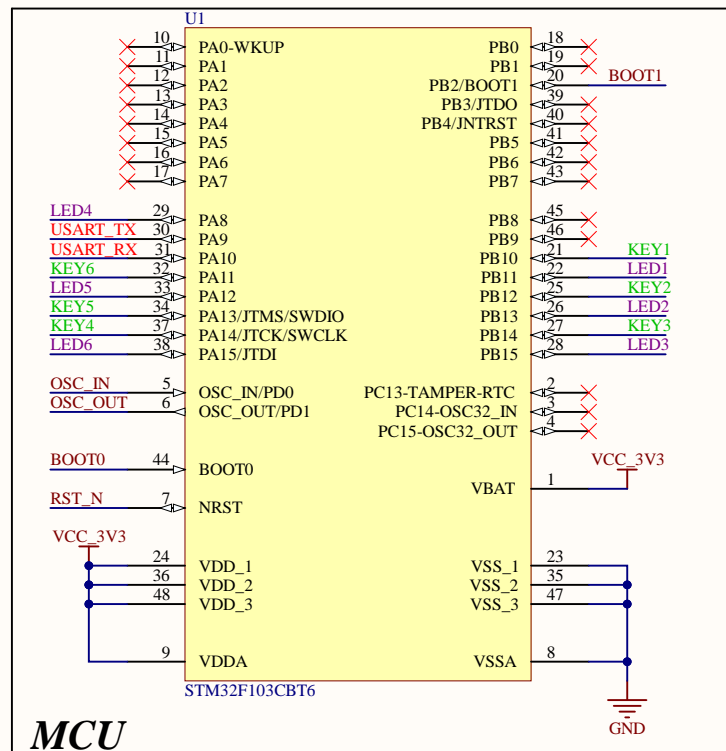 U1
10 PA0-WKUP PB0 18
11 PA1 PB1 19
12 PA2 PB2/BOOT1 20 BOOT1
13 PA3 PB3/JTDO 39
14 PA4 PB4/JNTRST 40
15 PA5 PB5 41
16 PA6 PB6 42
17 PA7 PB7 43
LED4 29 PA8 PB8 45
USART_TX 30 PA9 PB9 46
USART_RX 31 PA10 PB10 21 KEY1
KEY6 32 PA11 PB11 22 LED1
LED5 33 PA12 PB12 25 KEY2
KEY5 34 PA13/JTMS/SWDIO PB13 26 LED2
KEY4 37 PA14/JTCK/SWCLK PB14 27 KEY3
LED6 38 PA15/JTDI PB15 28 LED3
OSC_IN 5 OSC_IN/PD0 PC13-TAMPER-RTC 2
OSC_OUT 6 OSC_OUT/PD1 PC14-OSC32_IN 3
PC15-OSC32_OUT 4
BOOT0 44 BOOT0 VCC_3V3
VBAT 1
RST_N 7 NRST
VCC_3V3
24 VDD_1 VSS_1 23
36 VDD_2 VSS_2 35
48 VDD_3 VSS_3 47
9 VDDA VSSA 8
STM32F103CBT6
GND
MCU